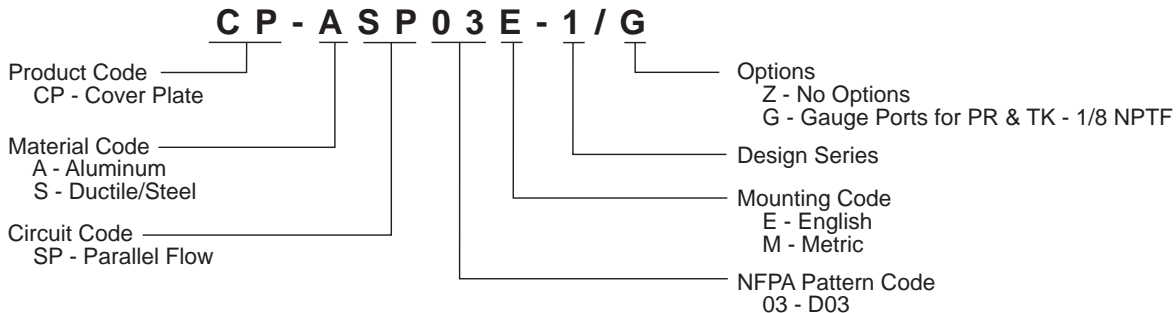 CP-ASP03E-1/G
Product Code
CP - Cover Plate
Material Code
A - Aluminum
S - Ductile/Steel
Circuit Code
SP - Parallel Flow
Options
Z - No Options
G - Gauge Ports for PR & TK - 1/8 NPTF
Design Series
Mounting Code
E - English
M - Metric
NFPA Pattern Code
03 - D03